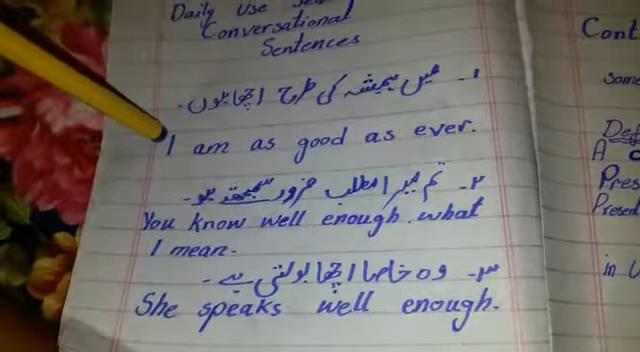 Daily Use
Conversational
Sentences
۱۔ میں ہمیشہ کی طرح اچھا ہوں۔
I am as good as ever.
۲۔ تم میرا مطلب ضرور سمجھتے ہو۔
You know well enough what
I mean.
۳۔ وہ خاصا اچھا بولتی ہے۔
She speaks well enough.
Cont
Some
A
Pres
Present
in U